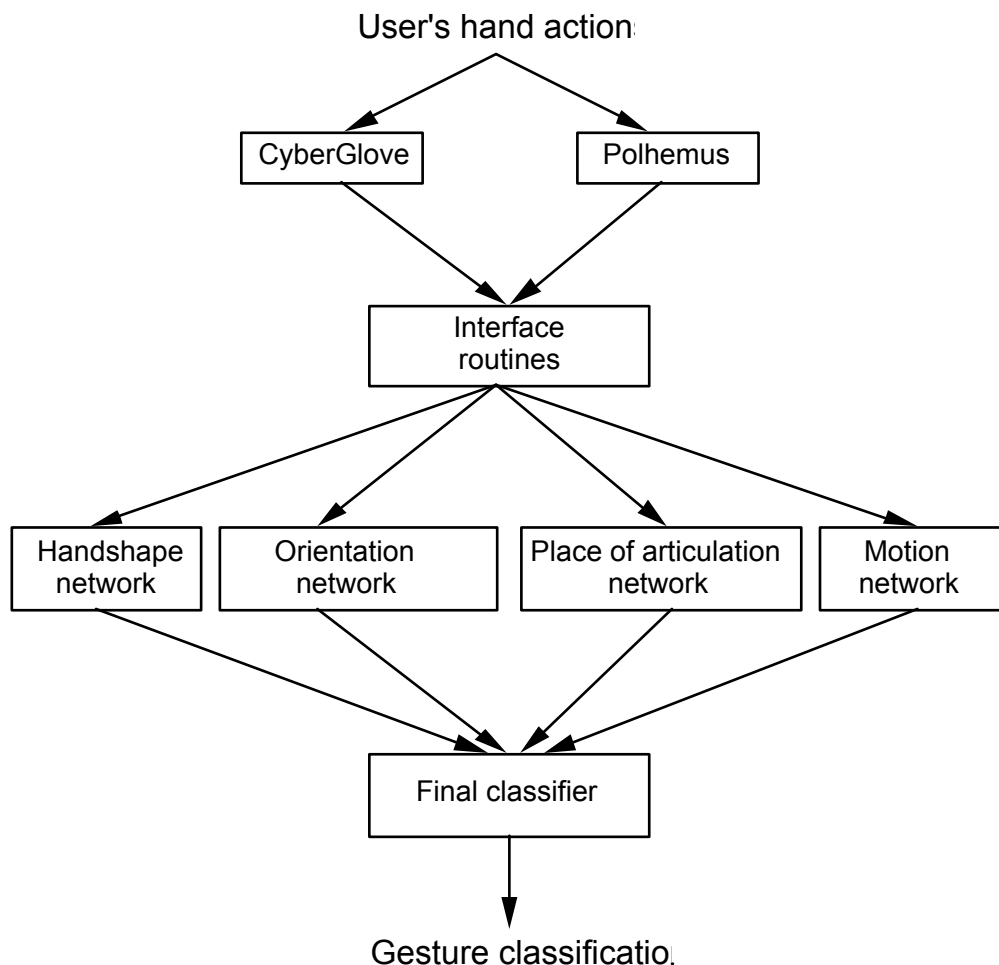 User's hand action
CyberGlove
Polhemus
Interface
routines
Handshape
network
Orientation
network
Place of articulation
network
Motion
network
Final classifier
Gesture classificatio